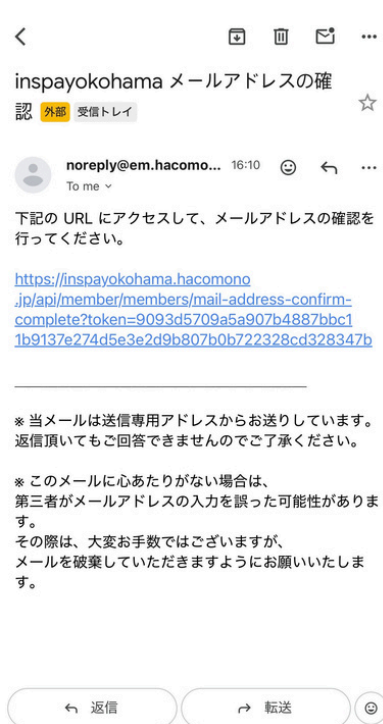 inspayokohama メールアドレスの確
認 外部 受信トレイ
noreply@em.hacomo... 16:10
To me
下記の URL にアクセスして、メールアドレスの確認を
行ってください。
https://inspayokohama.hacomono
.jp/api/member/members/mail-address-confirm-
complete?token=9093d5709a5a907b4887bbc1
1b9137e274d5e3e2d9b807b0b722328cd328347b
※ 当メールは送信専用アドレスからお送りしています。
返信頂いてもご回答できませんのでご了承ください。
※ このメールに心あたりがない場合は、
第三者がメールアドレスの入力を誤った可能性がありま
す。
その際は、大変お手数ではございますが、
メールを破棄していただきますようにお願いいたしま
す。
返信 転送